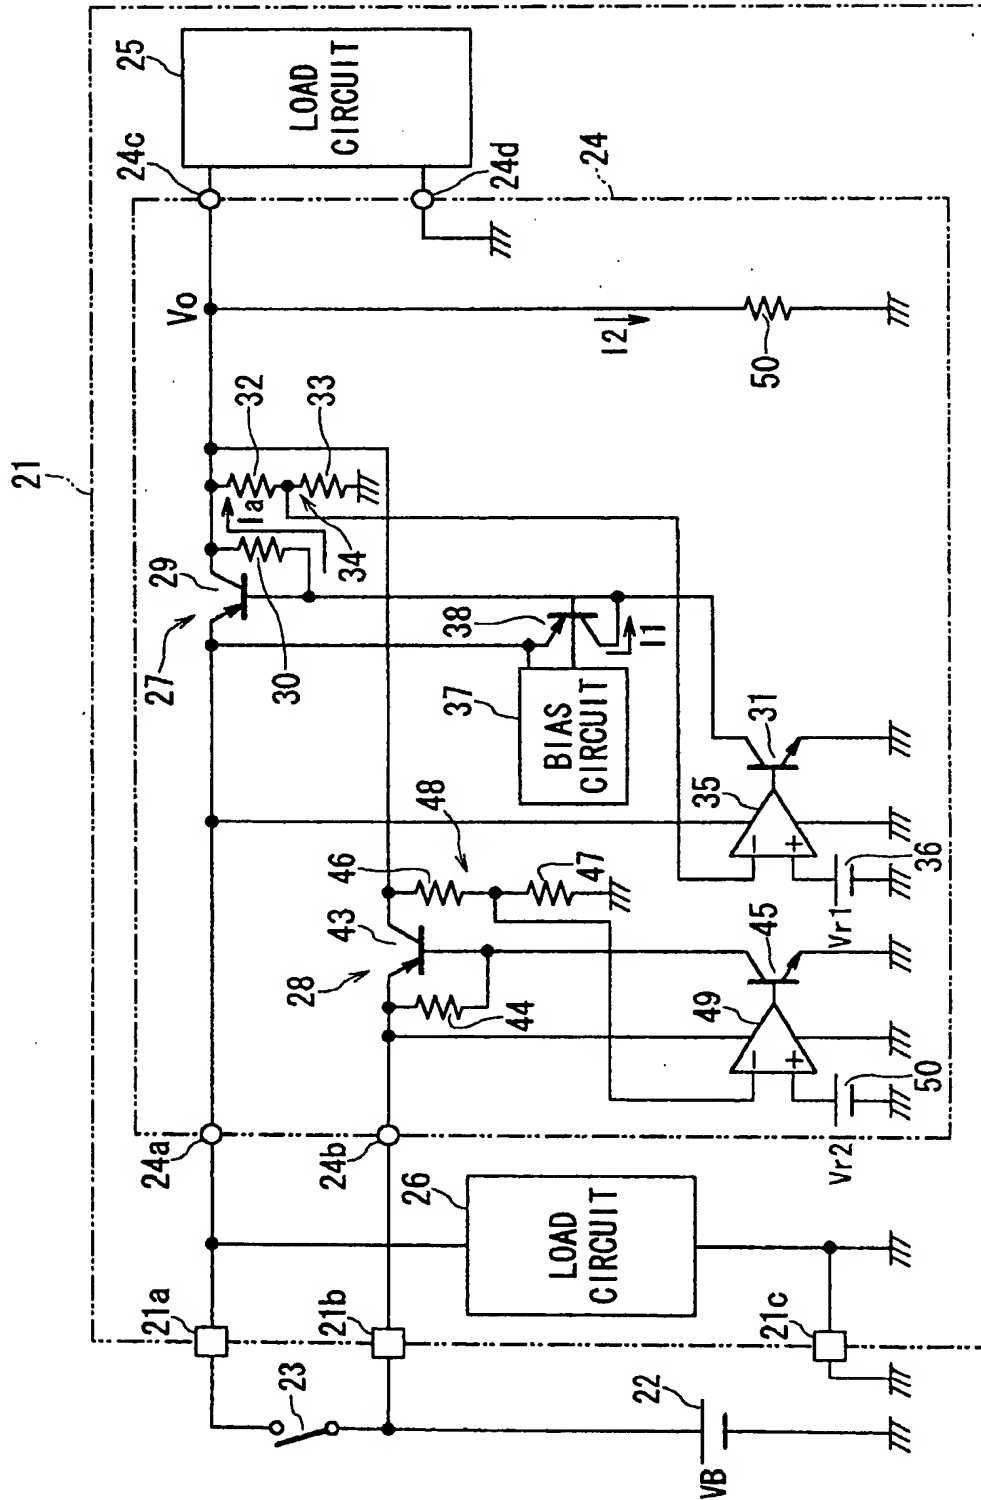 21
25
LOAD
CIRCUIT
24c
24d
24
Vo
I2
50
32
33
Ia
34
29
27
30
38
I1
37
BIAS
CIRCUIT
31
35
36
Vr1
48
46
47
43
28
44
45
49
50
Vr2
24a
24b
26
LOAD
CIRCUIT
21a
21b
21c
23
22
VB